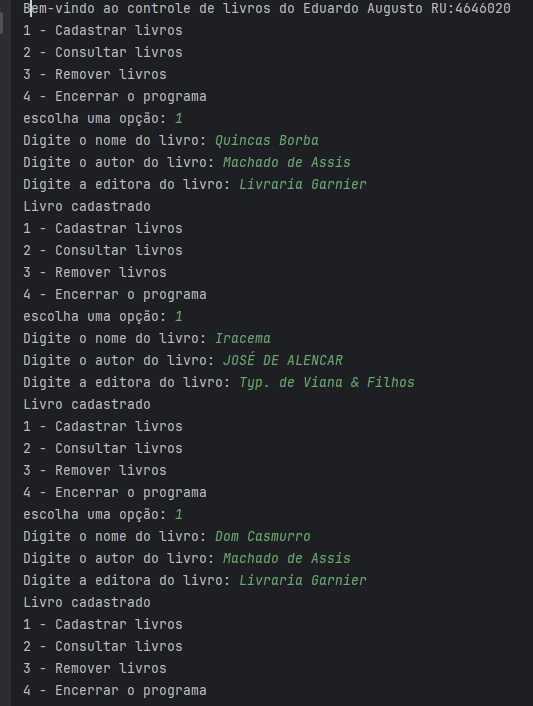 Bem-vindo ao controle de livros do Eduardo Augusto RU:4646020
1 - Cadastrar livros
2 - Consultar livros
3 - Remover livros
4 - Encerrar o programa
escolha uma opção: 1
Digite o nome do livro: Quincas Borba
Digite o autor do livro: Machado de Assis
Digite a editora do livro: Livraria Garnier
Livro cadastrado
1 - Cadastrar livros
2 - Consultar livros
3 - Remover livros
4 - Encerrar o programa
escolha uma opção: 1
Digite o nome do livro: Iracema
Digite o autor do livro: JOSÉ DE ALENCAR
Digite a editora do livro: Typ. de Viana & Filhos
Livro cadastrado
1 - Cadastrar livros
2 - Consultar livros
3 - Remover livros
4 - Encerrar o programa
escolha uma opção: 1
Digite o nome do livro: Dom Casmurro
Digite o autor do livro: Machado de Assis
Digite a editora do livro: Livraria Garnier
Livro cadastrado
1 - Cadastrar livros
2 - Consultar livros
3 - Remover livros
4 - Encerrar o programa